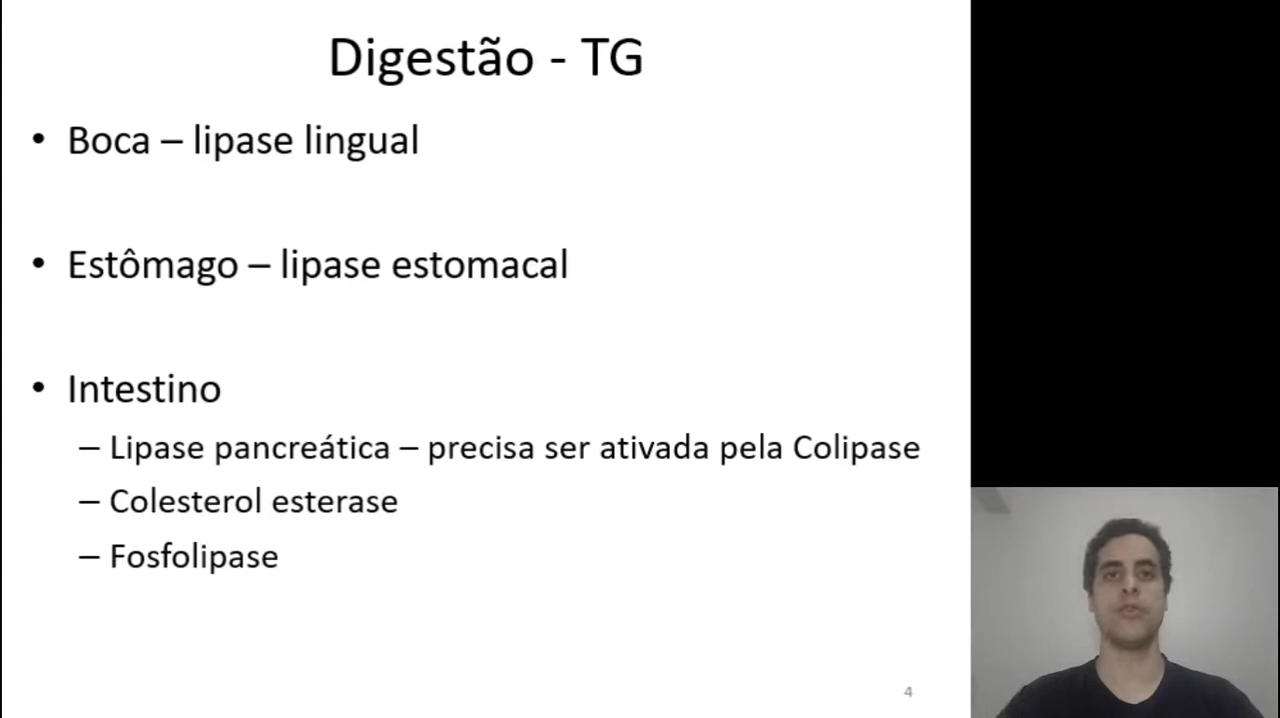 Digestão - TG
• Boca – lipase lingual
• Estômago – lipase estomacal
• Intestino
– Lipase pancreática – precisa ser ativada pela Colipase
– Colesterol esterase
– Fosfolipase
4